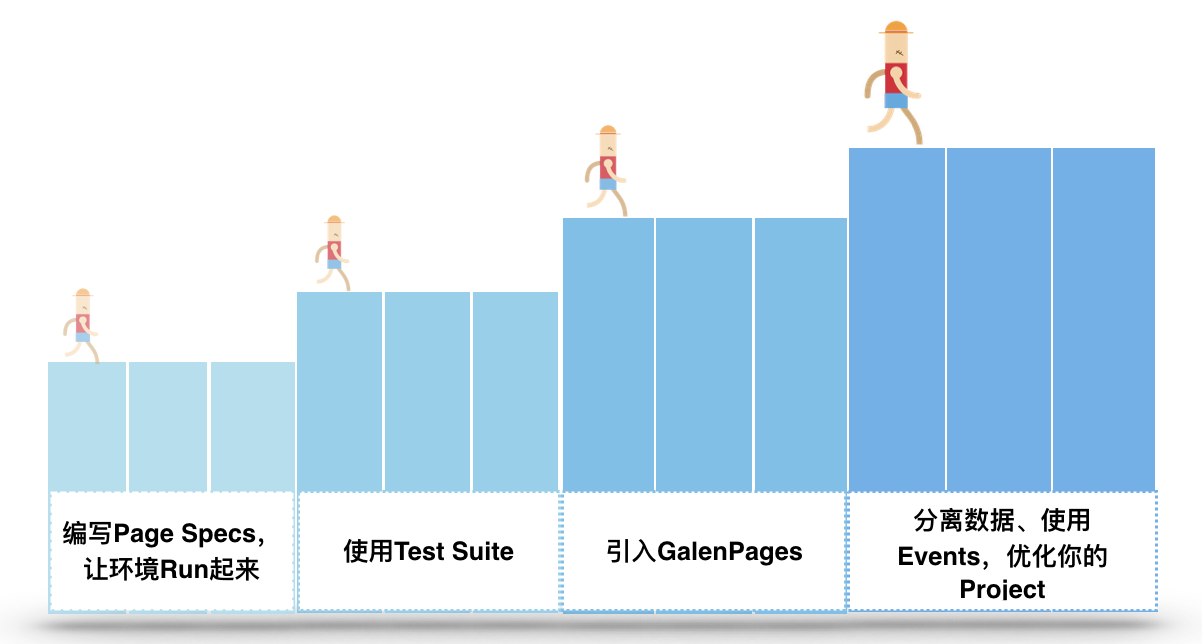 编写Page Specs，
让环境Run起来
使用Test Suite
引入GalenPages
分离数据、使用
Events，优化你的
Project